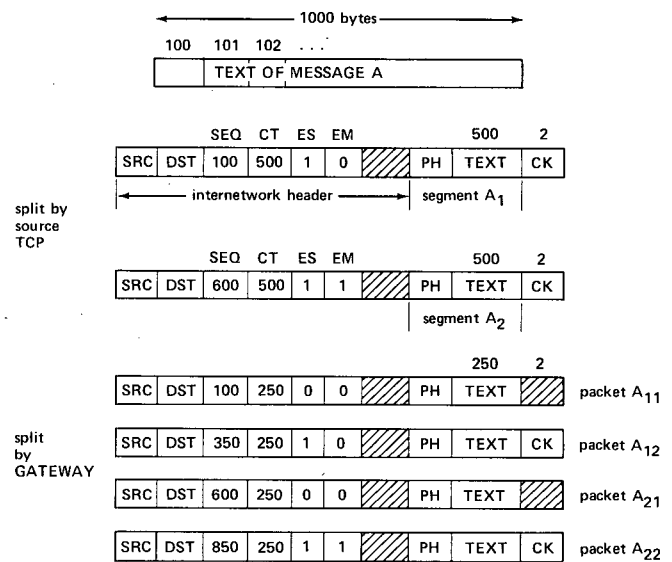 1000 bytes
100 101 102 ...
TEXT OF MESSAGE A
SEQ CT ES EM 500 2
SRC DST 100 500 1 0 PH TEXT CK
internetwork header segment A1
split by
source
TCP
SEQ CT ES EM 500 2
SRC DST 600 500 1 1 PH TEXT CK
segment A2
250 2
SRC DST 100 250 0 0 PH TEXT packet A11
split
by
GATEWAY
SRC DST 350 250 1 0 PH TEXT CK packet A12
SRC DST 600 250 0 0 PH TEXT packet A21
SRC DST 850 250 1 1 PH TEXT CK packet A22